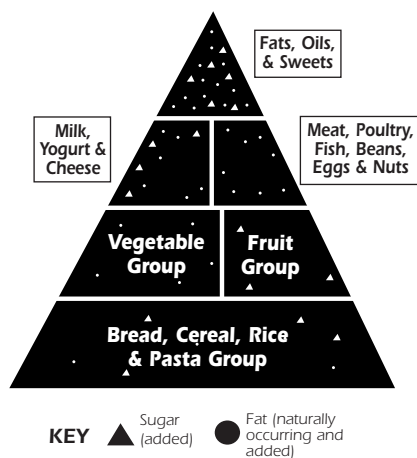 Fats, Oils,
& Sweets
Milk,
Yogurt &
Cheese
Meat, Poultry,
Fish, Beans,
Eggs & Nuts
Vegetable
Group
Fruit
Group
Bread, Cereal, Rice
& Pasta Group
KEY
Sugar
(added)
Fat (naturally
occurring and
added)